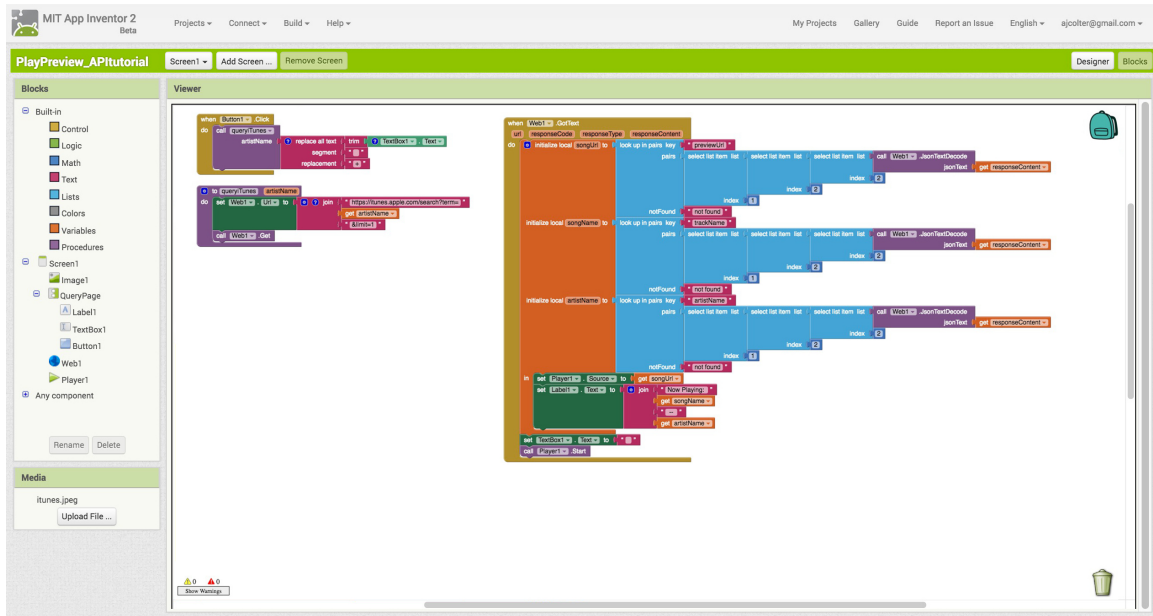 MIT App Inventor 2
Beta
Projects Connect Build Help
My Projects Gallery Guide Report an Issue English ajcolter@gmail.com
PlayPreview_APItutorial Screen1 Add Screen ... Remove Screen Designer Blocks
Blocks
Viewer
Built-in
Control
Logic
Math
Text
Lists
Colors
Variables
Procedures
Screen1
Image1
QueryPage
Label1
TextBox1
Button1
Web1
Player1
Any component
Rename Delete
Media
itunes.jpeg
Upload File ...
when Button1 .Click
do call queryiTunes
artistName replace all text trim TextBox1 . Text
segment " "
replacement " + "
to queryiTunes artistName
do set Web1 . Url to join " https://itunes.apple.com/search?term= "
get artistName
" &limit=1 "
call Web1 .Get
when Web1 .GotText
url responseCode responseType responseContent
do initialize local songUrl to look up in pairs key " previewUrl "
pairs select list item list select list item list select list item list call Web1 .JsonTextDecode
jsonText get responseContent
index 2
index 2
index 1
notFound " not found "
initialize local songName to look up in pairs key " trackName "
pairs select list item list select list item list select list item list call Web1 .JsonTextDecode
jsonText get responseContent
index 2
index 2
index 1
notFound " not found "
initialize local artistName to look up in pairs key " artistName "
pairs select list item list select list item list select list item list call Web1 .JsonTextDecode
jsonText get responseContent
index 2
index 2
index 1
notFound " not found "
in set Player1 . Source to get songUrl
set Label1 . Text to join " Now Playing: "
get songName
get artistName
set TextBox1 . Text to " "
call Player1 .Start
0 0
Show Warnings